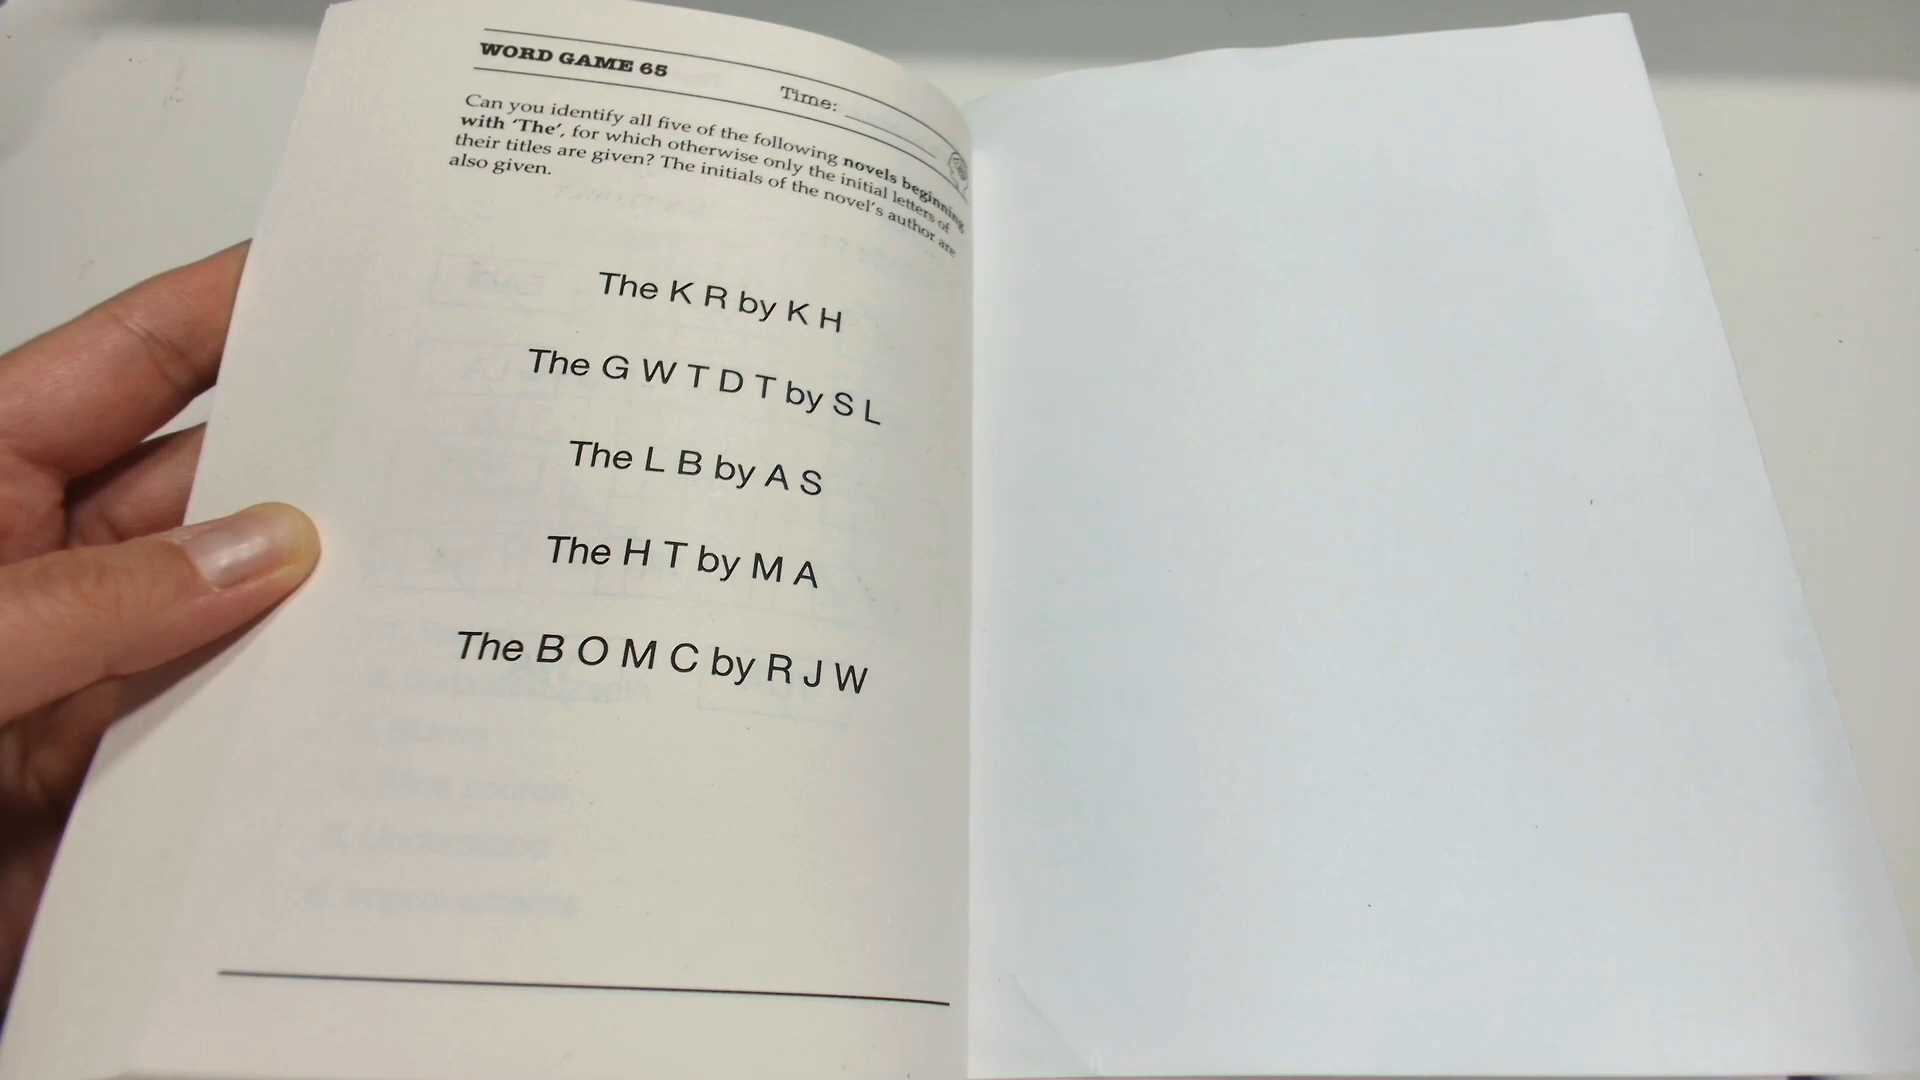 WORD GAME 65
Time:
Can you identify all five of the following novels beginning
with ‘The’, for which otherwise only the initial letters of
their titles are given? The initials of the novel’s author are
also given.
The K R by K H
The G W T D T by S L
The L B by A S
The H T by M A
The B O M C by R J W